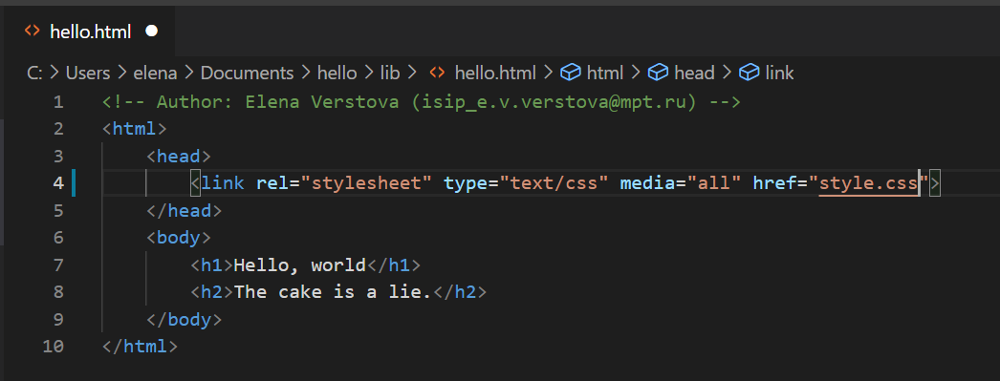 hello.html
C: > Users > elena > Documents > hello > lib > hello.html > html > head > link
1 <!-- Author: Elena Verstova (isip_e.v.verstova@mpt.ru) -->
2 <html>
3 <head>
4 <link rel="stylesheet" type="text/css" media="all" href="style.css">
5 </head>
6 <body>
7 <h1>Hello, world</h1>
8 <h2>The cake is a lie.</h2>
9 </body>
10 </html>